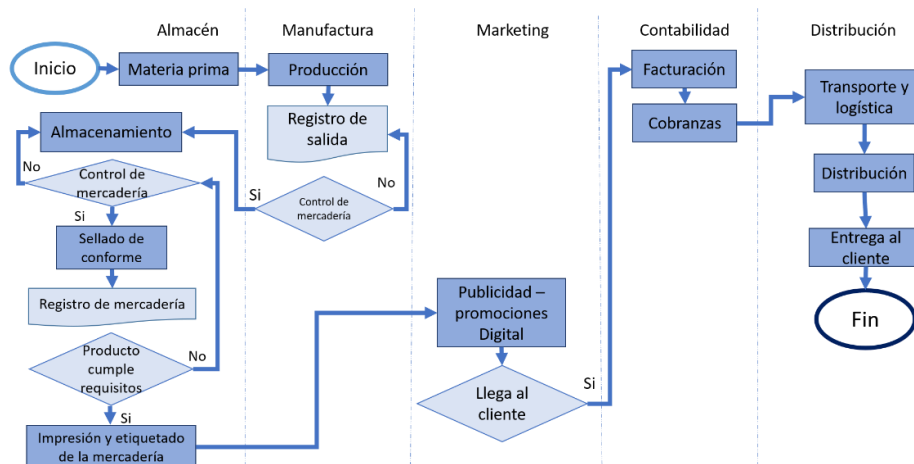 Almacén
Manufactura
Marketing
Contabilidad
Distribución
Inicio
Materia prima
Producción
Registro de
salida
Almacenamiento
No
Control de
mercadería
Si
Sellado de
conforme
Registro de mercadería
Producto
cumple
requisitos
No
Si
Impresión y etiquetado
de la mercadería
Si
Control de
mercadería
No
Publicidad –
promociones
Digital
Llega al
cliente
Si
Facturación
Cobranzas
Transporte y
logística
Distribución
Entrega al
cliente
Fin